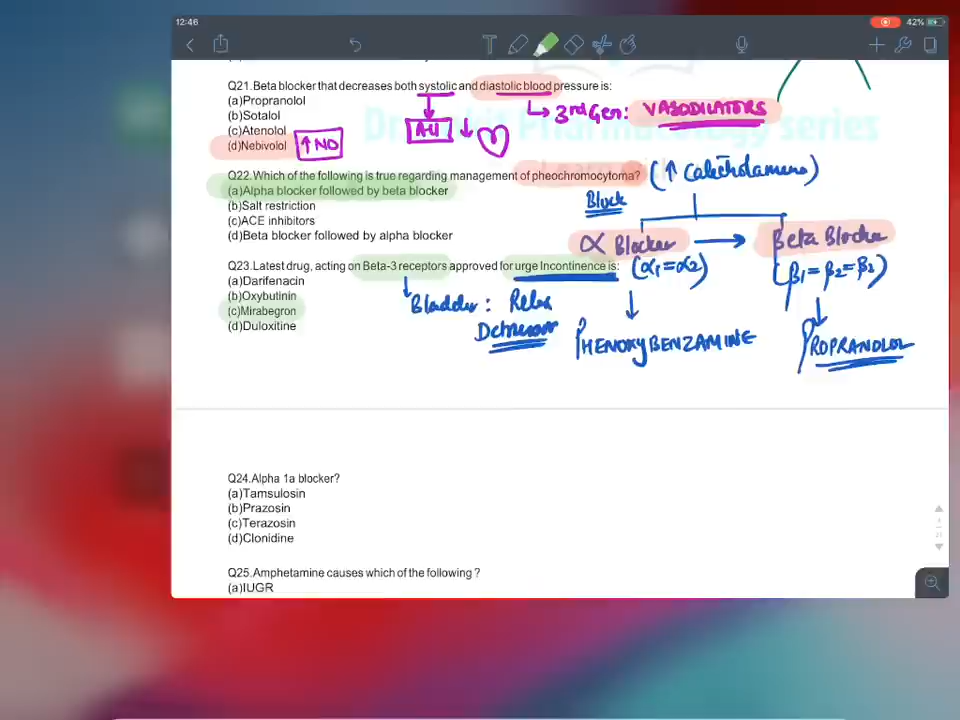 12:46
42%
Q21.Beta blocker that decreases both systolic and diastolic blood pressure is:
(a)Propranolol
(b)Sotalol
(c)Atenolol
(d)Nebivolol
↑NO
↓
3rd Gen: VASODILATORS
Pharmacology series
Q22.Which of the following is true regarding management of pheochromocytoma?
(↑ Catecholamine)
(a)Alpha blocker followed by beta blocker
(b)Salt restriction
(c)ACE inhibitors
(d)Beta blocker followed by alpha blocker
Block
α Blocker → Beta Blocker
(α1=α2) (β1=β2=β3)
PHENOXYBENZAMINE PROPRANOLOL
Q23.Latest drug, acting on Beta-3 receptors approved for urge Incontinence is:
(a)Darifenacin
(b)Oxybutinin
(c)Mirabegron
(d)Duloxitine
Bladder: Relax
Detrusor
Q24.Alpha 1a blocker?
(a)Tamsulosin
(b)Prazosin
(c)Terazosin
(d)Clonidine
Q25.Amphetamine causes which of the following ?
(a)IUGR